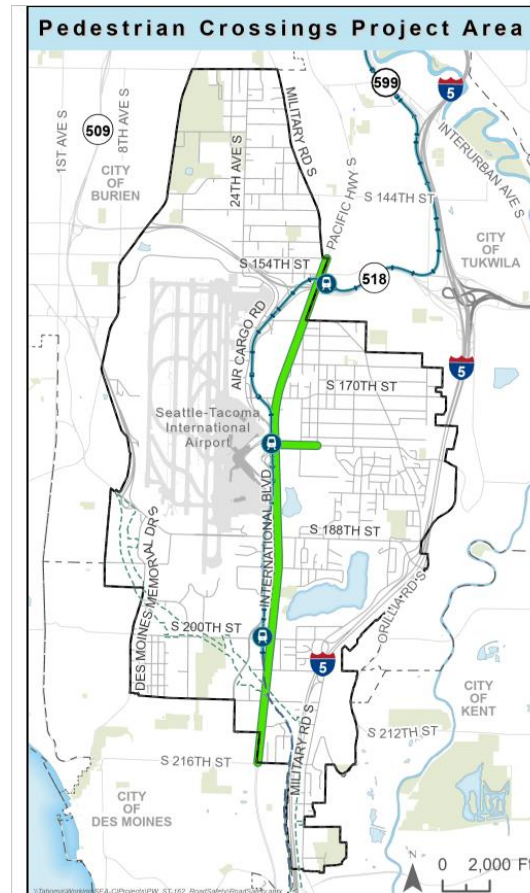 Pedestrian Crossings Project Area
599
5
509
1ST AVE S
8TH AVE S
MILITARY RD S
24TH AVE S
PACIFIC HWY S
INTERURBAN AVE S
CITY
OF
BURIEN
S 144TH ST
CITY
OF
TUKWILA
S 154TH ST
518
AIR CARGO RD
5
S 170TH ST
Seattle-Tacoma
International
Airport
INTERNATIONAL BLVD
S 188TH ST
DES MOINES MEMORIAL DR S
ORILLIA RD S
S 200TH ST
5
CITY
OF
KENT
MILITARY RD S
S 212TH ST
S 216TH ST
CITY
OF
DES MOINES
0 2,000 Ft